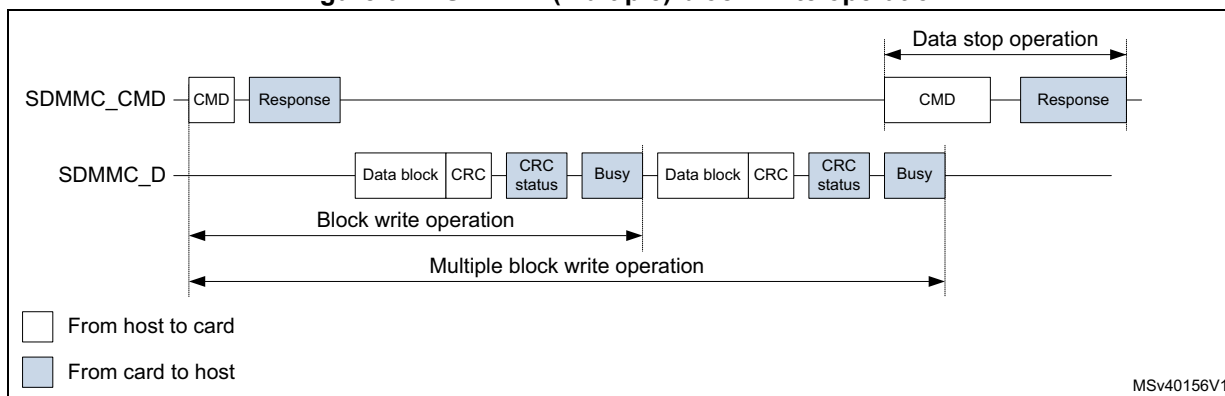 Data stop operation
SDMMC_CMD CMD Response CMD Response
SDMMC_D Data block CRC CRC status Busy Data block CRC CRC status Busy
Block write operation
Multiple block write operation
From host to card
From card to host
MSv40156V1